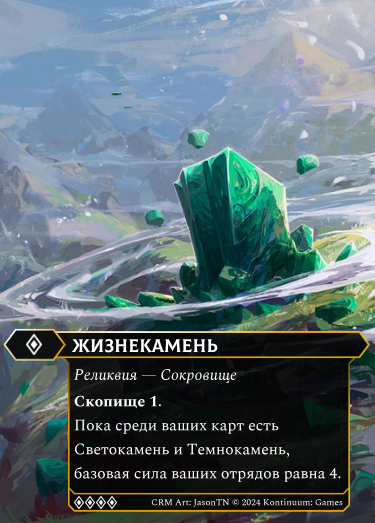 ЖИЗНЕКАМЕНЬ
Реликвия — Сокровище
Скопище 1.
Пока среди ваших карт есть
Светокамень и Темнокамень,
базовая сила ваших отрядов равна 4.
CRM Art: JasonTN © 2024 Kontinuum: Games